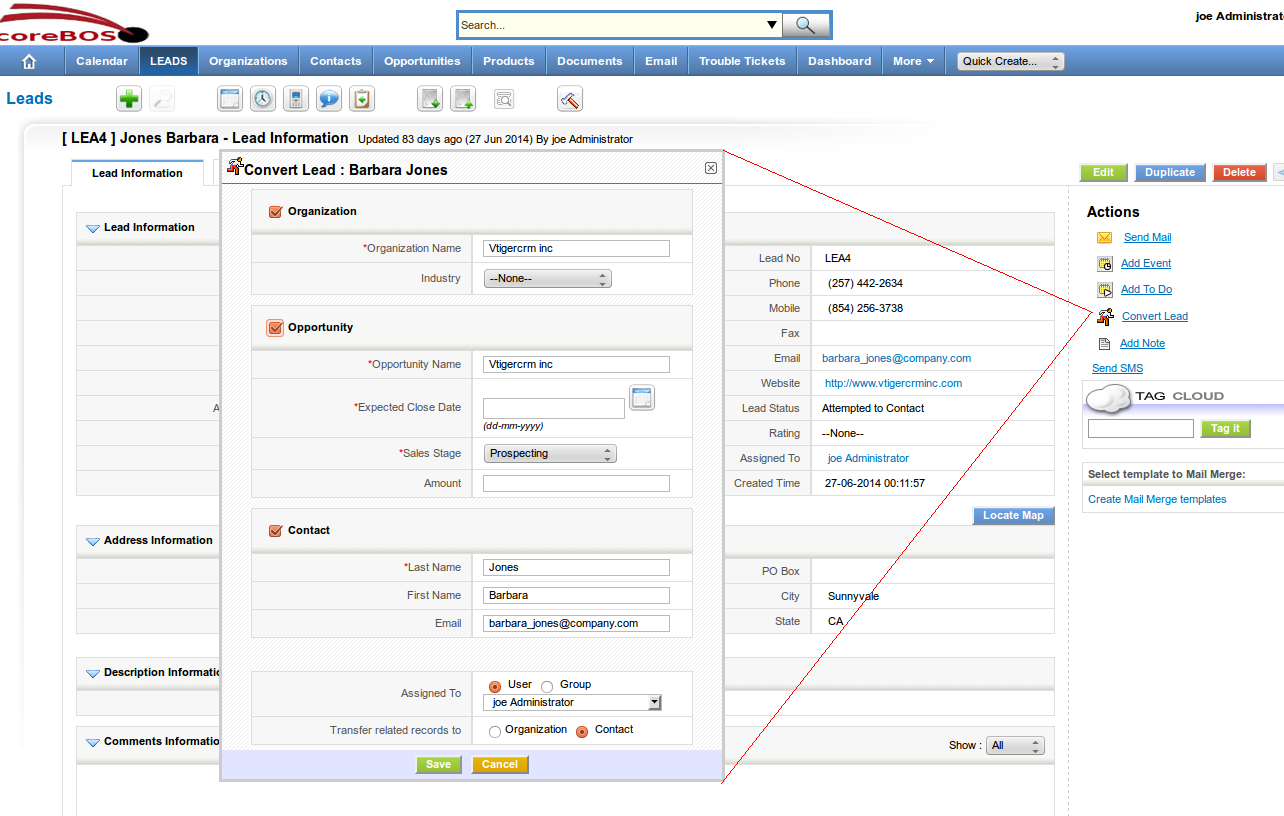 coreBOS
Search...
joe Administrat
Calendar LEADS Organizations Contacts Opportunities Products Documents Email Trouble Tickets Dashboard More Quick Create...
Leads
[ LEA4 ] Jones Barbara - Lead Information Updated 83 days ago (27 Jun 2014) By joe Administrator
Lead Information
Edit Duplicate Delete
Lead Information
Convert Lead : Barbara Jones
Organization
*Organization Name Vtigercrm inc
Industry --None--
Opportunity
*Opportunity Name Vtigercrm inc
*Expected Close Date
(dd-mm-yyyy)
*Sales Stage Prospecting
Amount
Contact
*Last Name Jones
First Name Barbara
Email barbara_jones@company.com
Assigned To User Group
joe Administrator
Transfer related records to Organization Contact
Save Cancel
Lead No LEA4
Phone (257) 442-2634
Mobile (854) 256-3738
Fax
Email barbara_jones@company.com
Website http://www.vtigercrminc.com
Lead Status Attempted to Contact
Rating --None--
Assigned To joe Administrator
Created Time 27-06-2014 00:11:57
A
Locate Map
Address Information
PO Box
City Sunnyvale
State CA
Description Informatio
Comments Informatio
Show : All
Actions
Send Mail
Add Event
Add To Do
Convert Lead
Add Note
Send SMS
TAG CLOUD
Tag it
Select template to Mail Merge:
Create Mail Merge templates